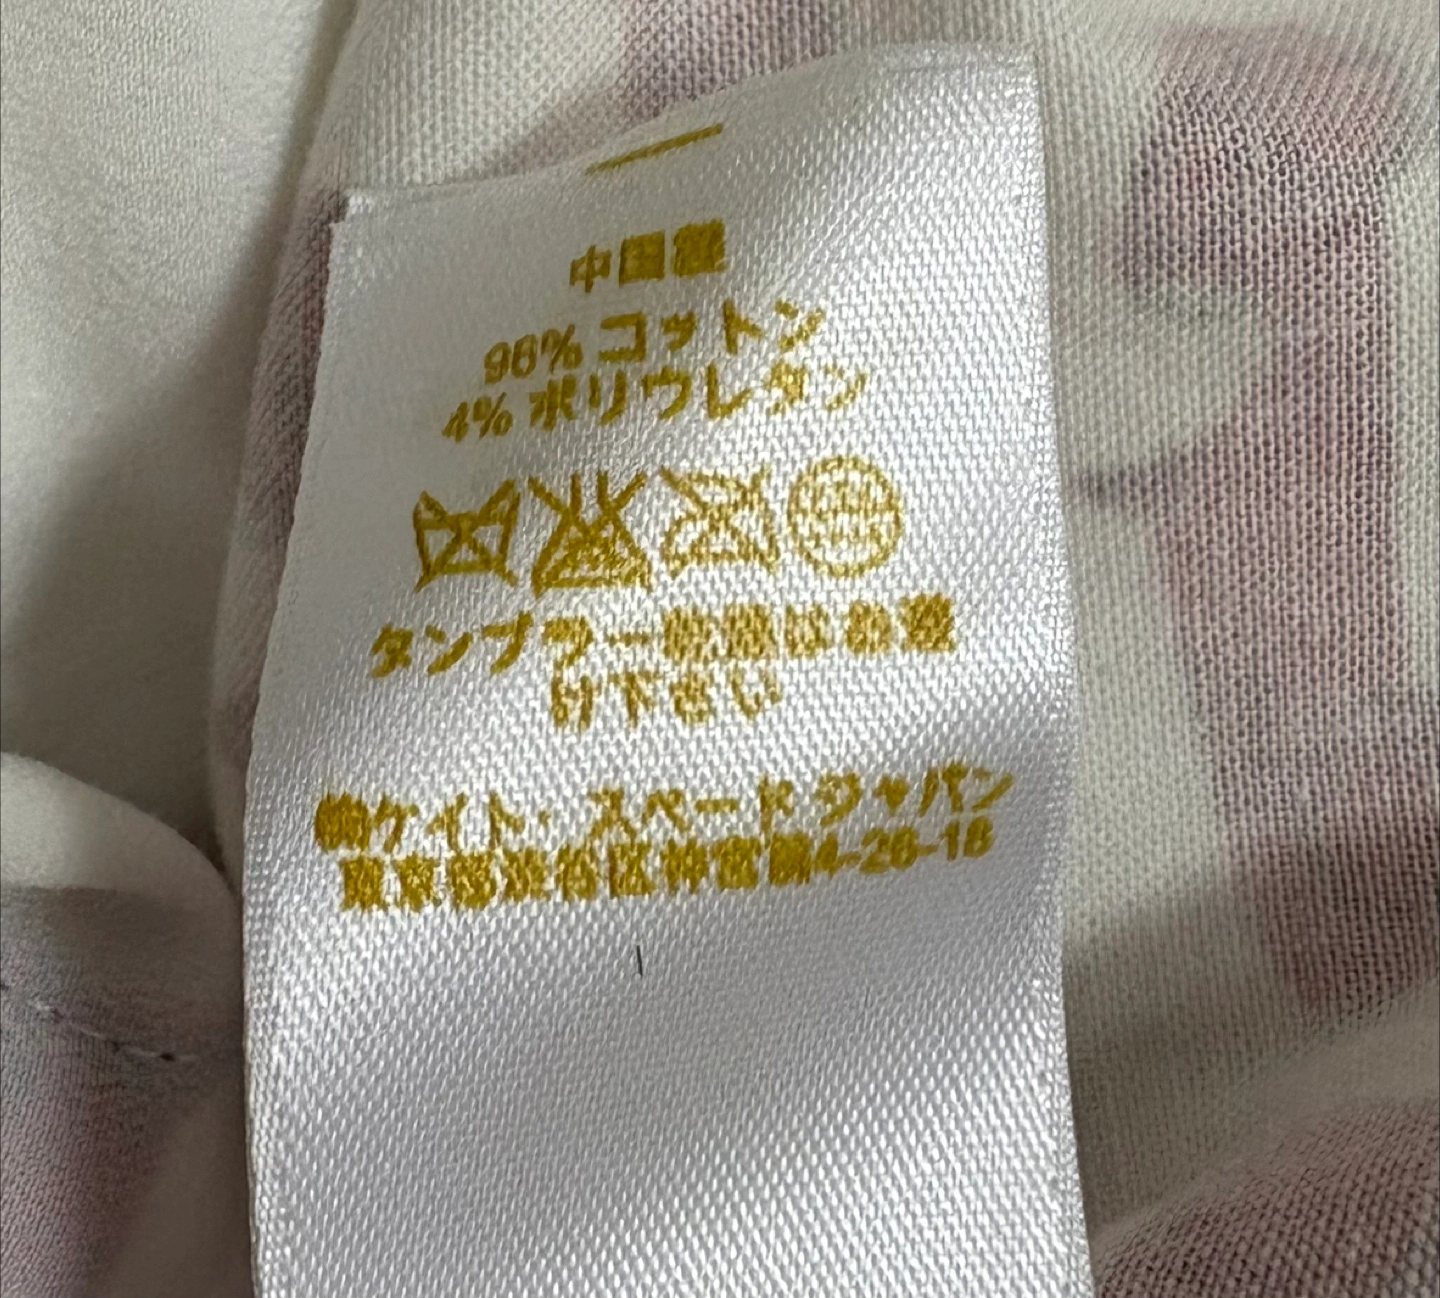 中国製
96% コットン
4% ポリウレタン
タンブラー乾燥はお避
け下さい
㈱ケイト・スペードジャパン
東京都渋谷区神宮前4-26-18